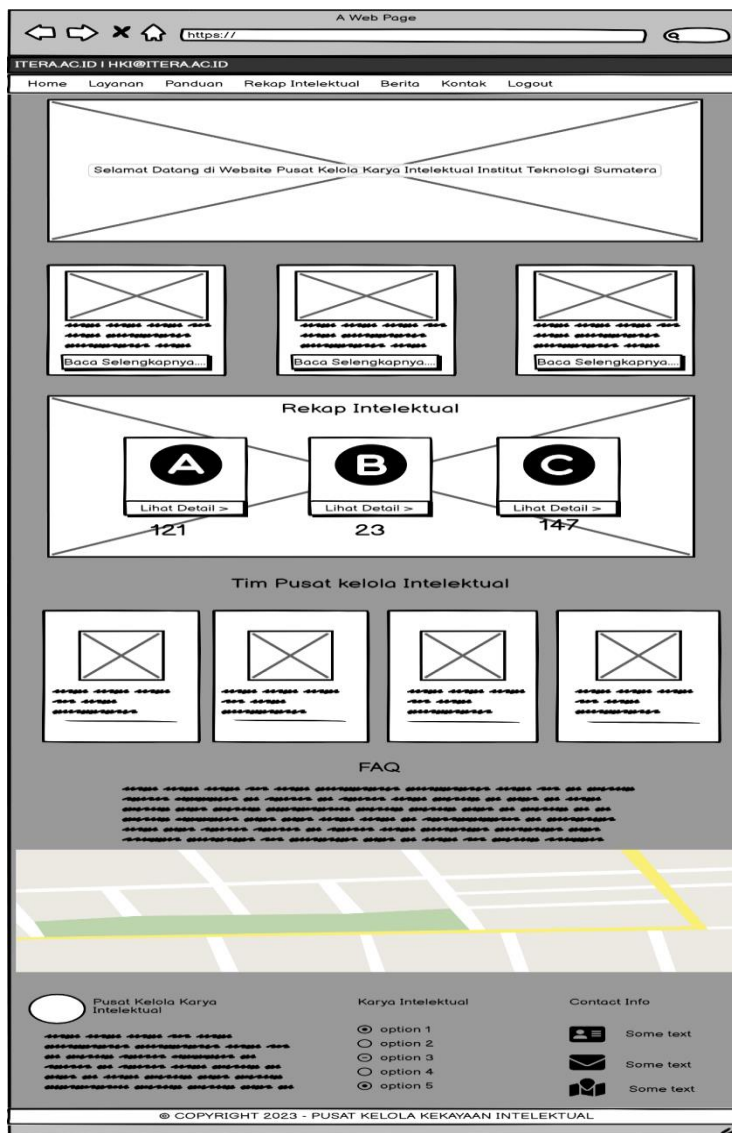 A Web Page
https://
ITERA.AC.ID I HKI@ITERA.AC.ID
Home Layanan Panduan Rekap Intelektual Berita Kontak Logout
Selamat Datang di Website Pusat Kelola Karya Intelektual Institut Teknologi Sumatera
Baca Selengkapnya.... Baca Selengkapnya.... Baca Selengkapnya....
Rekap Intelektual
A B C
Lihat Detail > Lihat Detail > Lihat Detail >
121 23 147
Tim Pusat kelola Intelektual
FAQ
Pusat Kelola Karya
Intelektual
Karya Intelektual
option 1
option 2
option 3
option 4
option 5
Contact Info
Some text
Some text
Some text
© COPYRIGHT 2023 - PUSAT KELOLA KEKAYAAN INTELEKTUAL